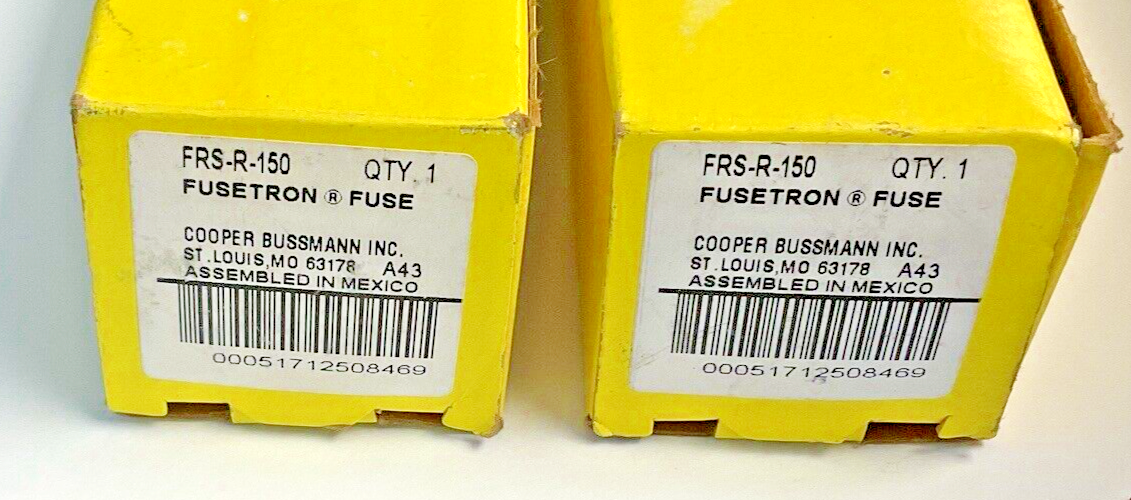 FRS-R-150 QTY. 1
FUSETRON ® FUSE
COOPER BUSSMANN INC.
ST.LOUIS,MO 63178 A43
ASSEMBLED IN MEXICO
00051712508469
FRS-R-150 QTY. 1
FUSETRON ® FUSE
COOPER BUSSMANN INC.
ST.LOUIS,MO 63178 A43
ASSEMBLED IN MEXICO
00051712508469